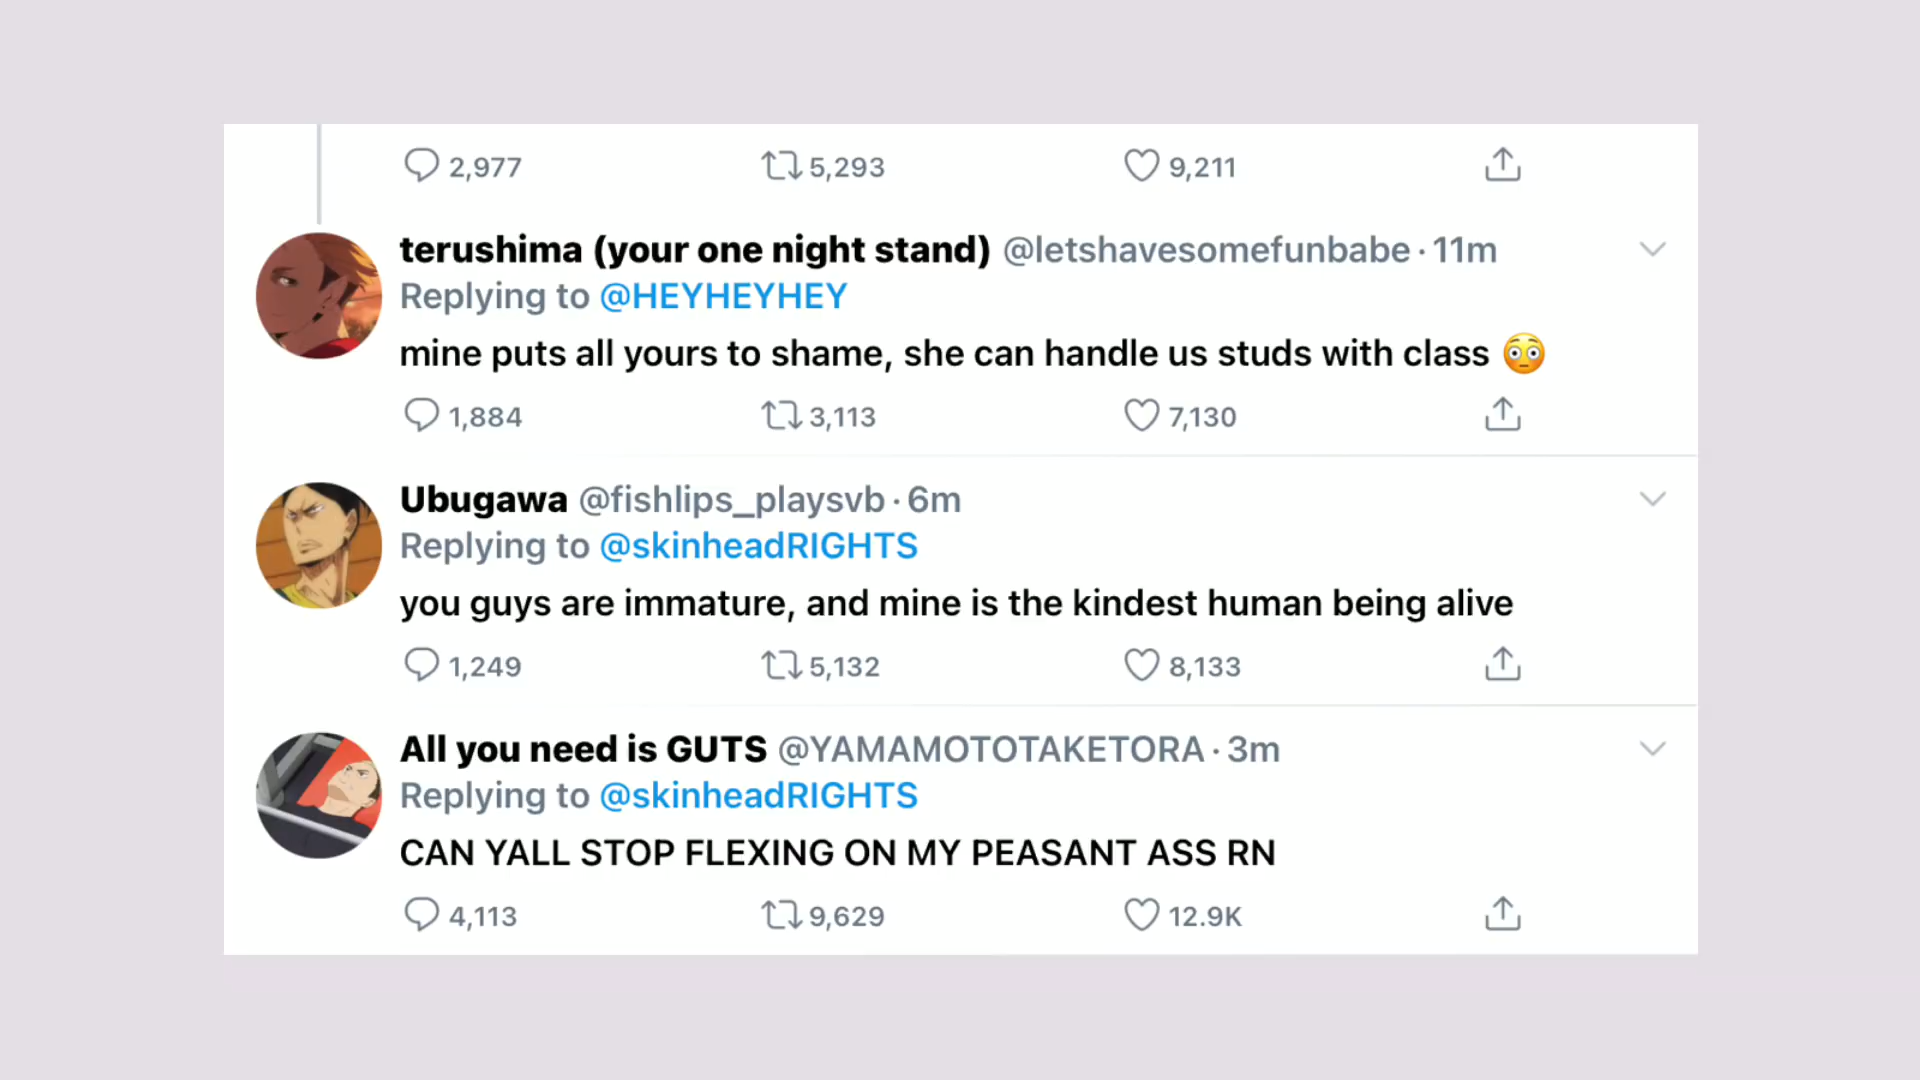 2,977 5,293 9,211
terushima (your one night stand) @letshavesomefunbabe · 11m
Replying to @HEYHEYHEY
mine puts all yours to shame, she can handle us studs with class 😳
1,884 3,113 7,130
Ubugawa @fishlips_playsvb · 6m
Replying to @skinheadRIGHTS
you guys are immature, and mine is the kindest human being alive
1,249 5,132 8,133
All you need is GUTS @YAMAMOTOTAKETORA · 3m
Replying to @skinheadRIGHTS
CAN YALL STOP FLEXING ON MY PEASANT ASS RN
4,113 9,629 12.9K